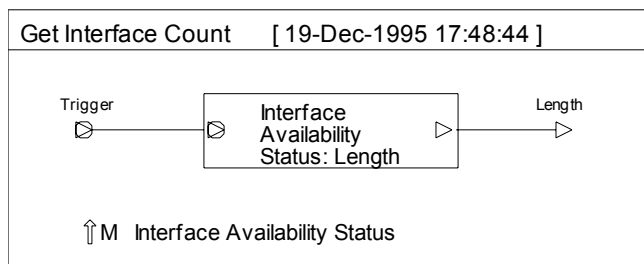 Get Interface Count [ 19-Dec-1995 17:48:44 ]
Trigger
Length
Interface
Availability
Status: Length
⇧M Interface Availability Status